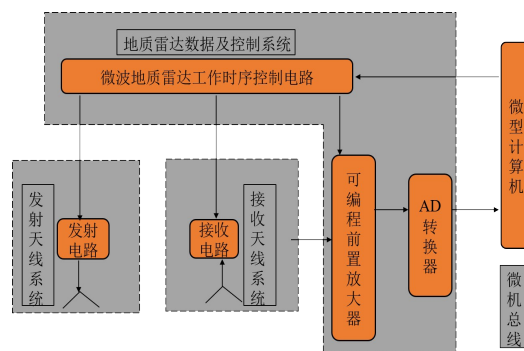 地质雷达数据及控制系统
微波地质雷达工作时序控制电路
微型计算机
发射天线系统
发射
电路
接收
电路
接收天线系统
可编程前置放大器
AD
转换器
微机总线